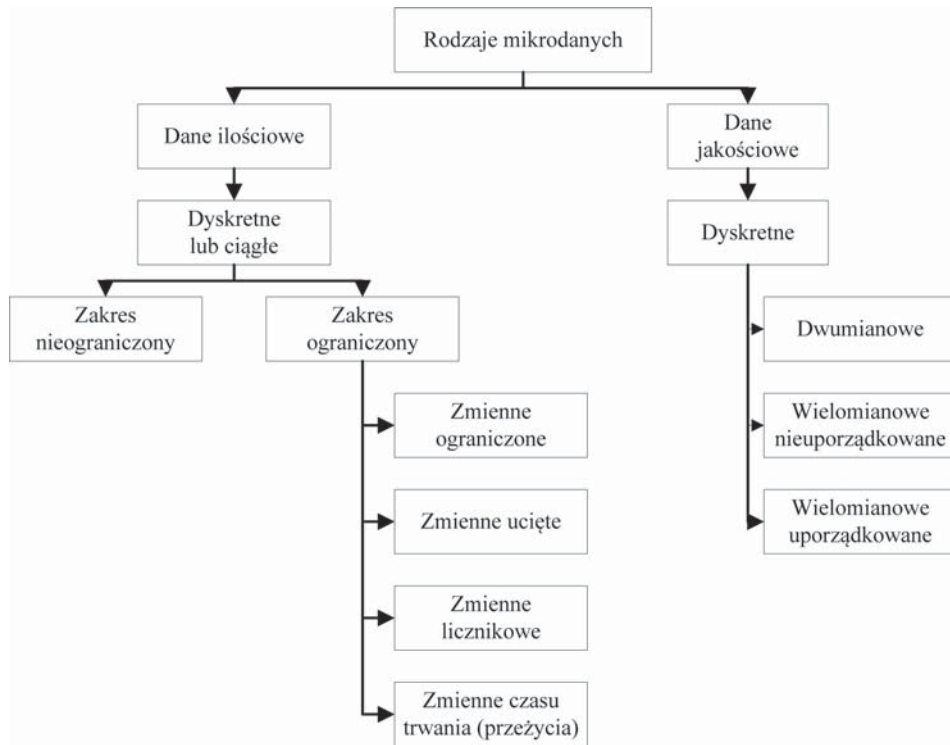 Rodzaje mikrodanych
Dane ilościowe
Dane
jakościowe
Dyskretne
lub ciągłe
Dyskretne
Zakres
nieograniczony
Zakres
ograniczony
Dwumianowe
Zmienne
ograniczone
Wielomianowe
nieuporządkowane
Zmienne ucięte
Wielomianowe
uporządkowane
Zmienne
licznikowe
Zmienne czasu
trwania (przeżycia)